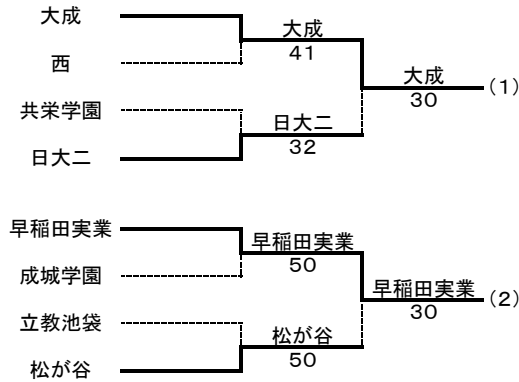 大成
西
共栄学園
日大二
大成
41
日大二
32
大成
30
(1)
早稲田実業
成城学園
立教池袋
松が谷
早稲田実業
50
松が谷
50
早稲田実業
30
(2)